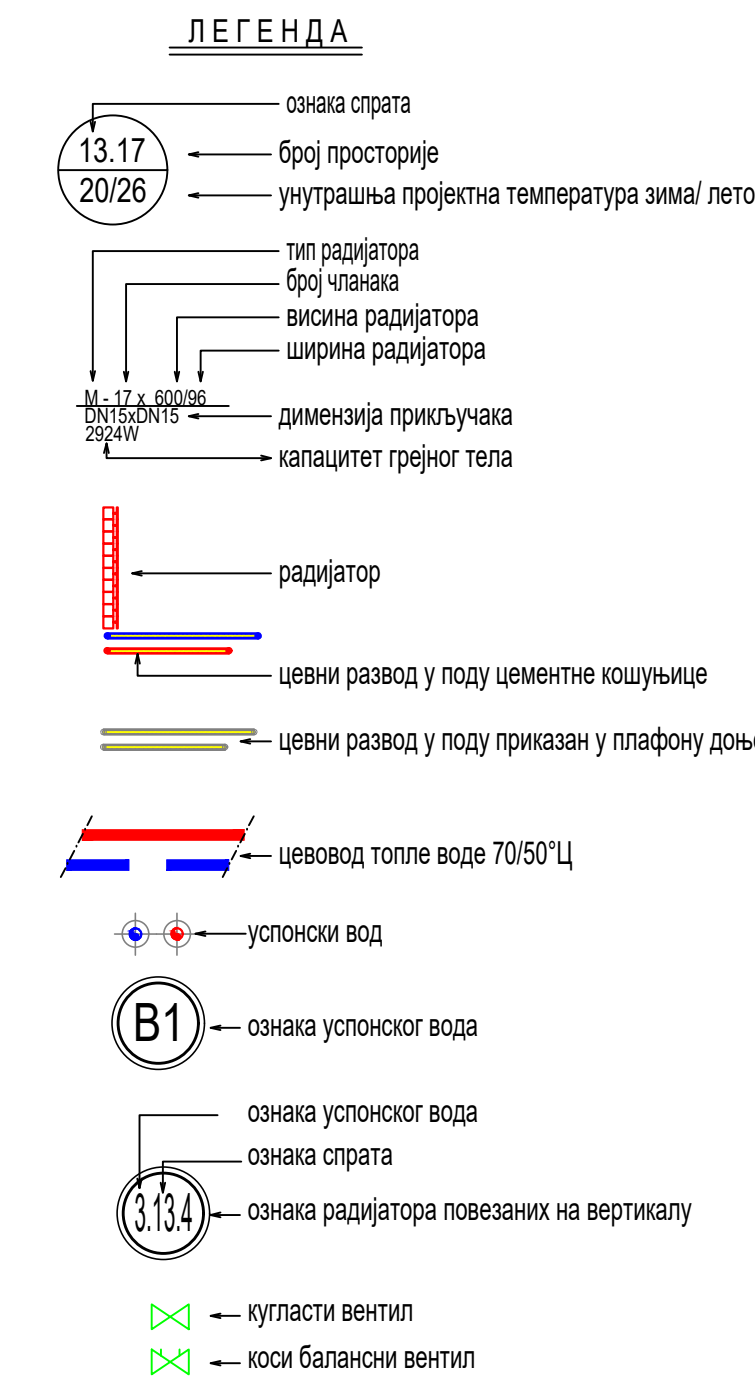 ЛЕГЕНДА
ознака спрата
13.17
број просторије
20/26
унутрашња пројектна температура зима/ лето
тип радијатора
број чланака
висина радијатора
ширина радијатора
M - 17 x 600/96
DN15xDN15
димензија прикључака
2924W
капацитет грејног тела
радијатор
цевни развод у поду цементне кошуњице
цевни развод у поду приказан у плафону
цевовод топле воде 70/50°Ц
успонски вод
B1
ознака успонског вода
ознака успонског вода
ознака спрата
3.13.4
ознака радијатора повезаних на вертикалу
кугласти вентил
коси балансни вентил